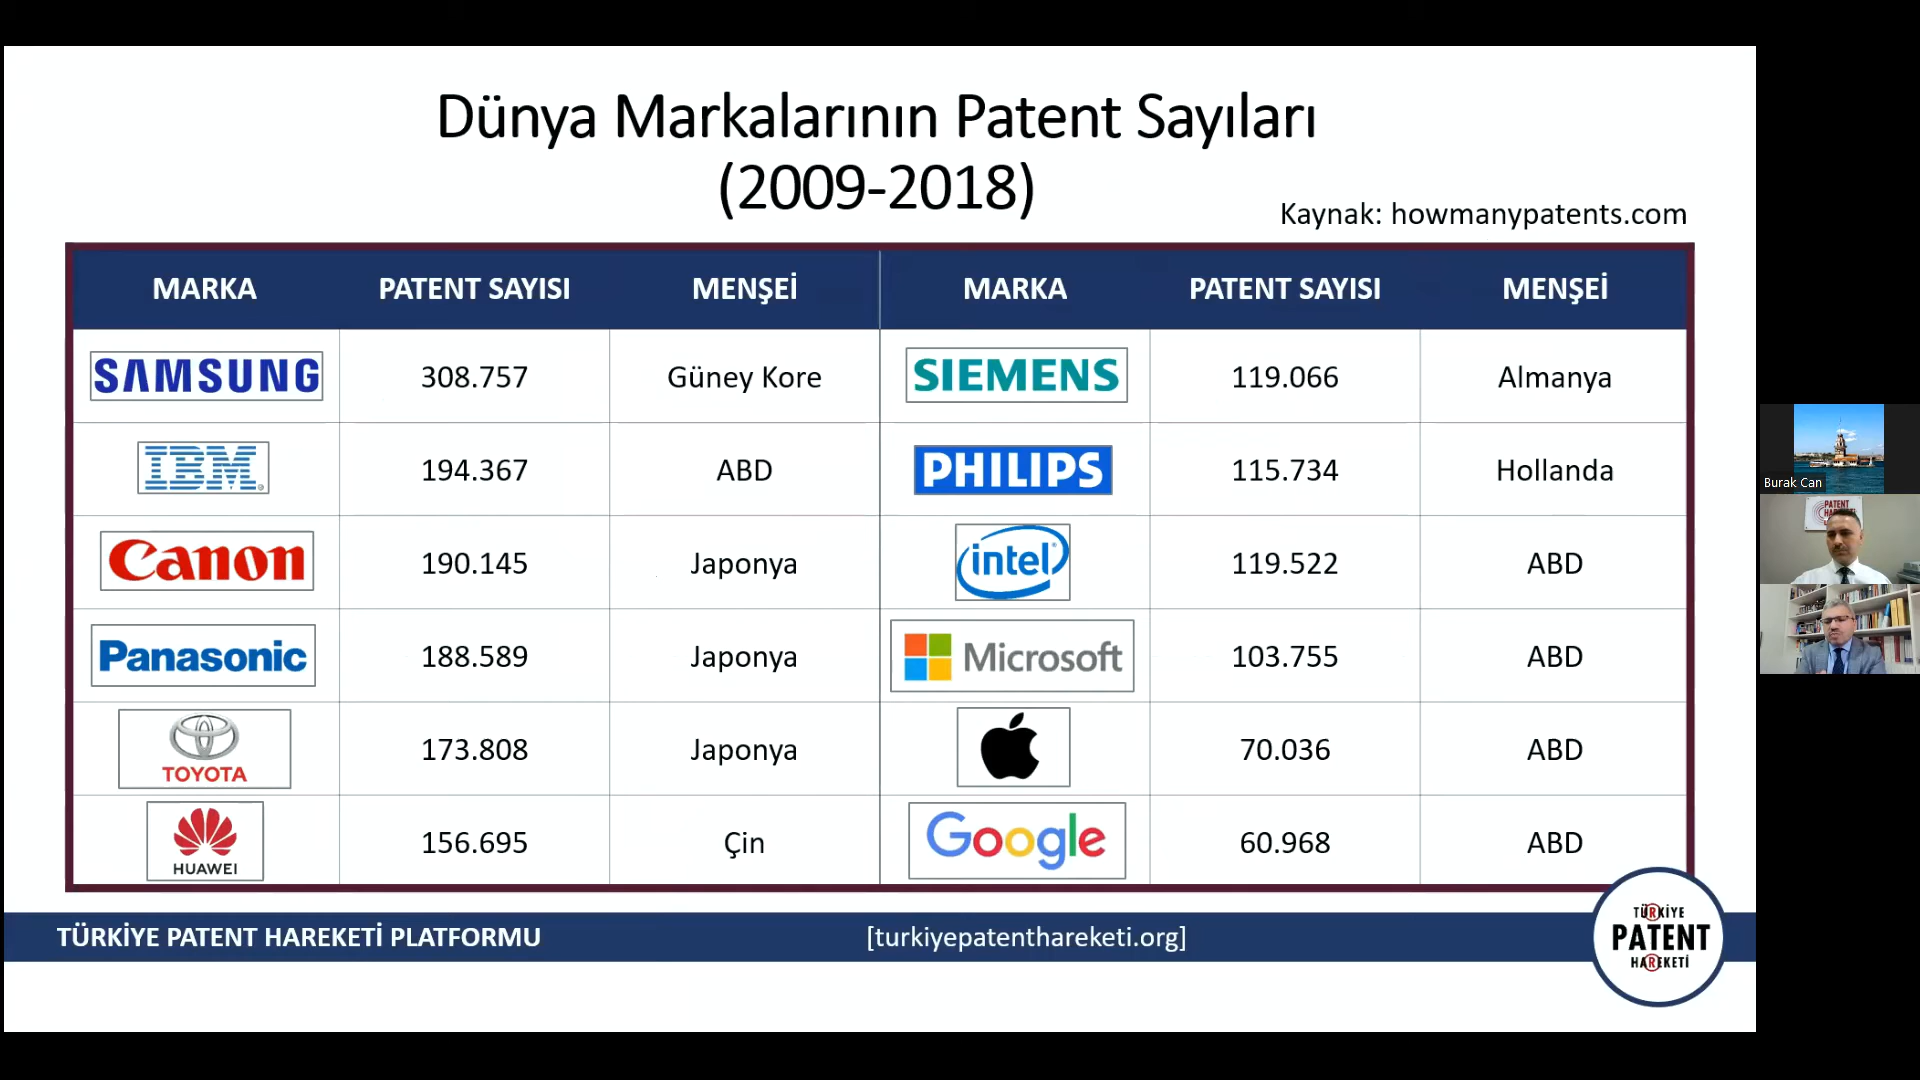 Dünya Markalarının Patent Sayıları
(2009-2018)
Kaynak: howmanypatents.com
MARKA PATENT SAYISI MENŞEİ MARKA PATENT SAYISI MENŞEİ
SAMSUNG 308.757 Güney Kore SIEMENS 119.066 Almanya
IBM 194.367 ABD PHILIPS 115.734 Hollanda
Canon 190.145 Japonya intel 119.522 ABD
Panasonic 188.589 Japonya Microsoft 103.755 ABD
TOYOTA 173.808 Japonya 70.036 ABD
HUAWEI 156.695 Çin Google 60.968 ABD
TÜRKİYE PATENT HAREKETİ PLATFORMU
[turkiyepatenthareketi.org]
TÜRKİYE
PATENT
HAREKETİ
Burak Can
PATENT